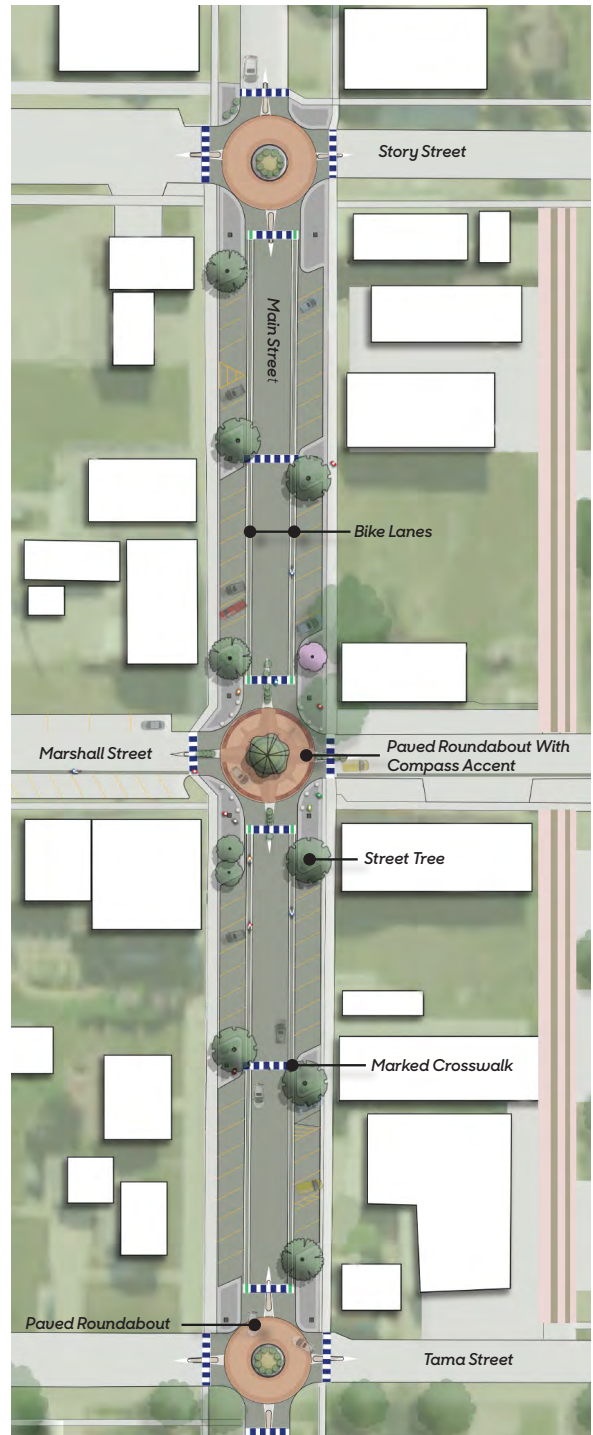 Story Street
Main Street
Bike Lanes
Marshall Street
Paved Roundabout With
Compass Accent
Street Tree
Marked Crosswalk
Paved Roundabout
Tama Street